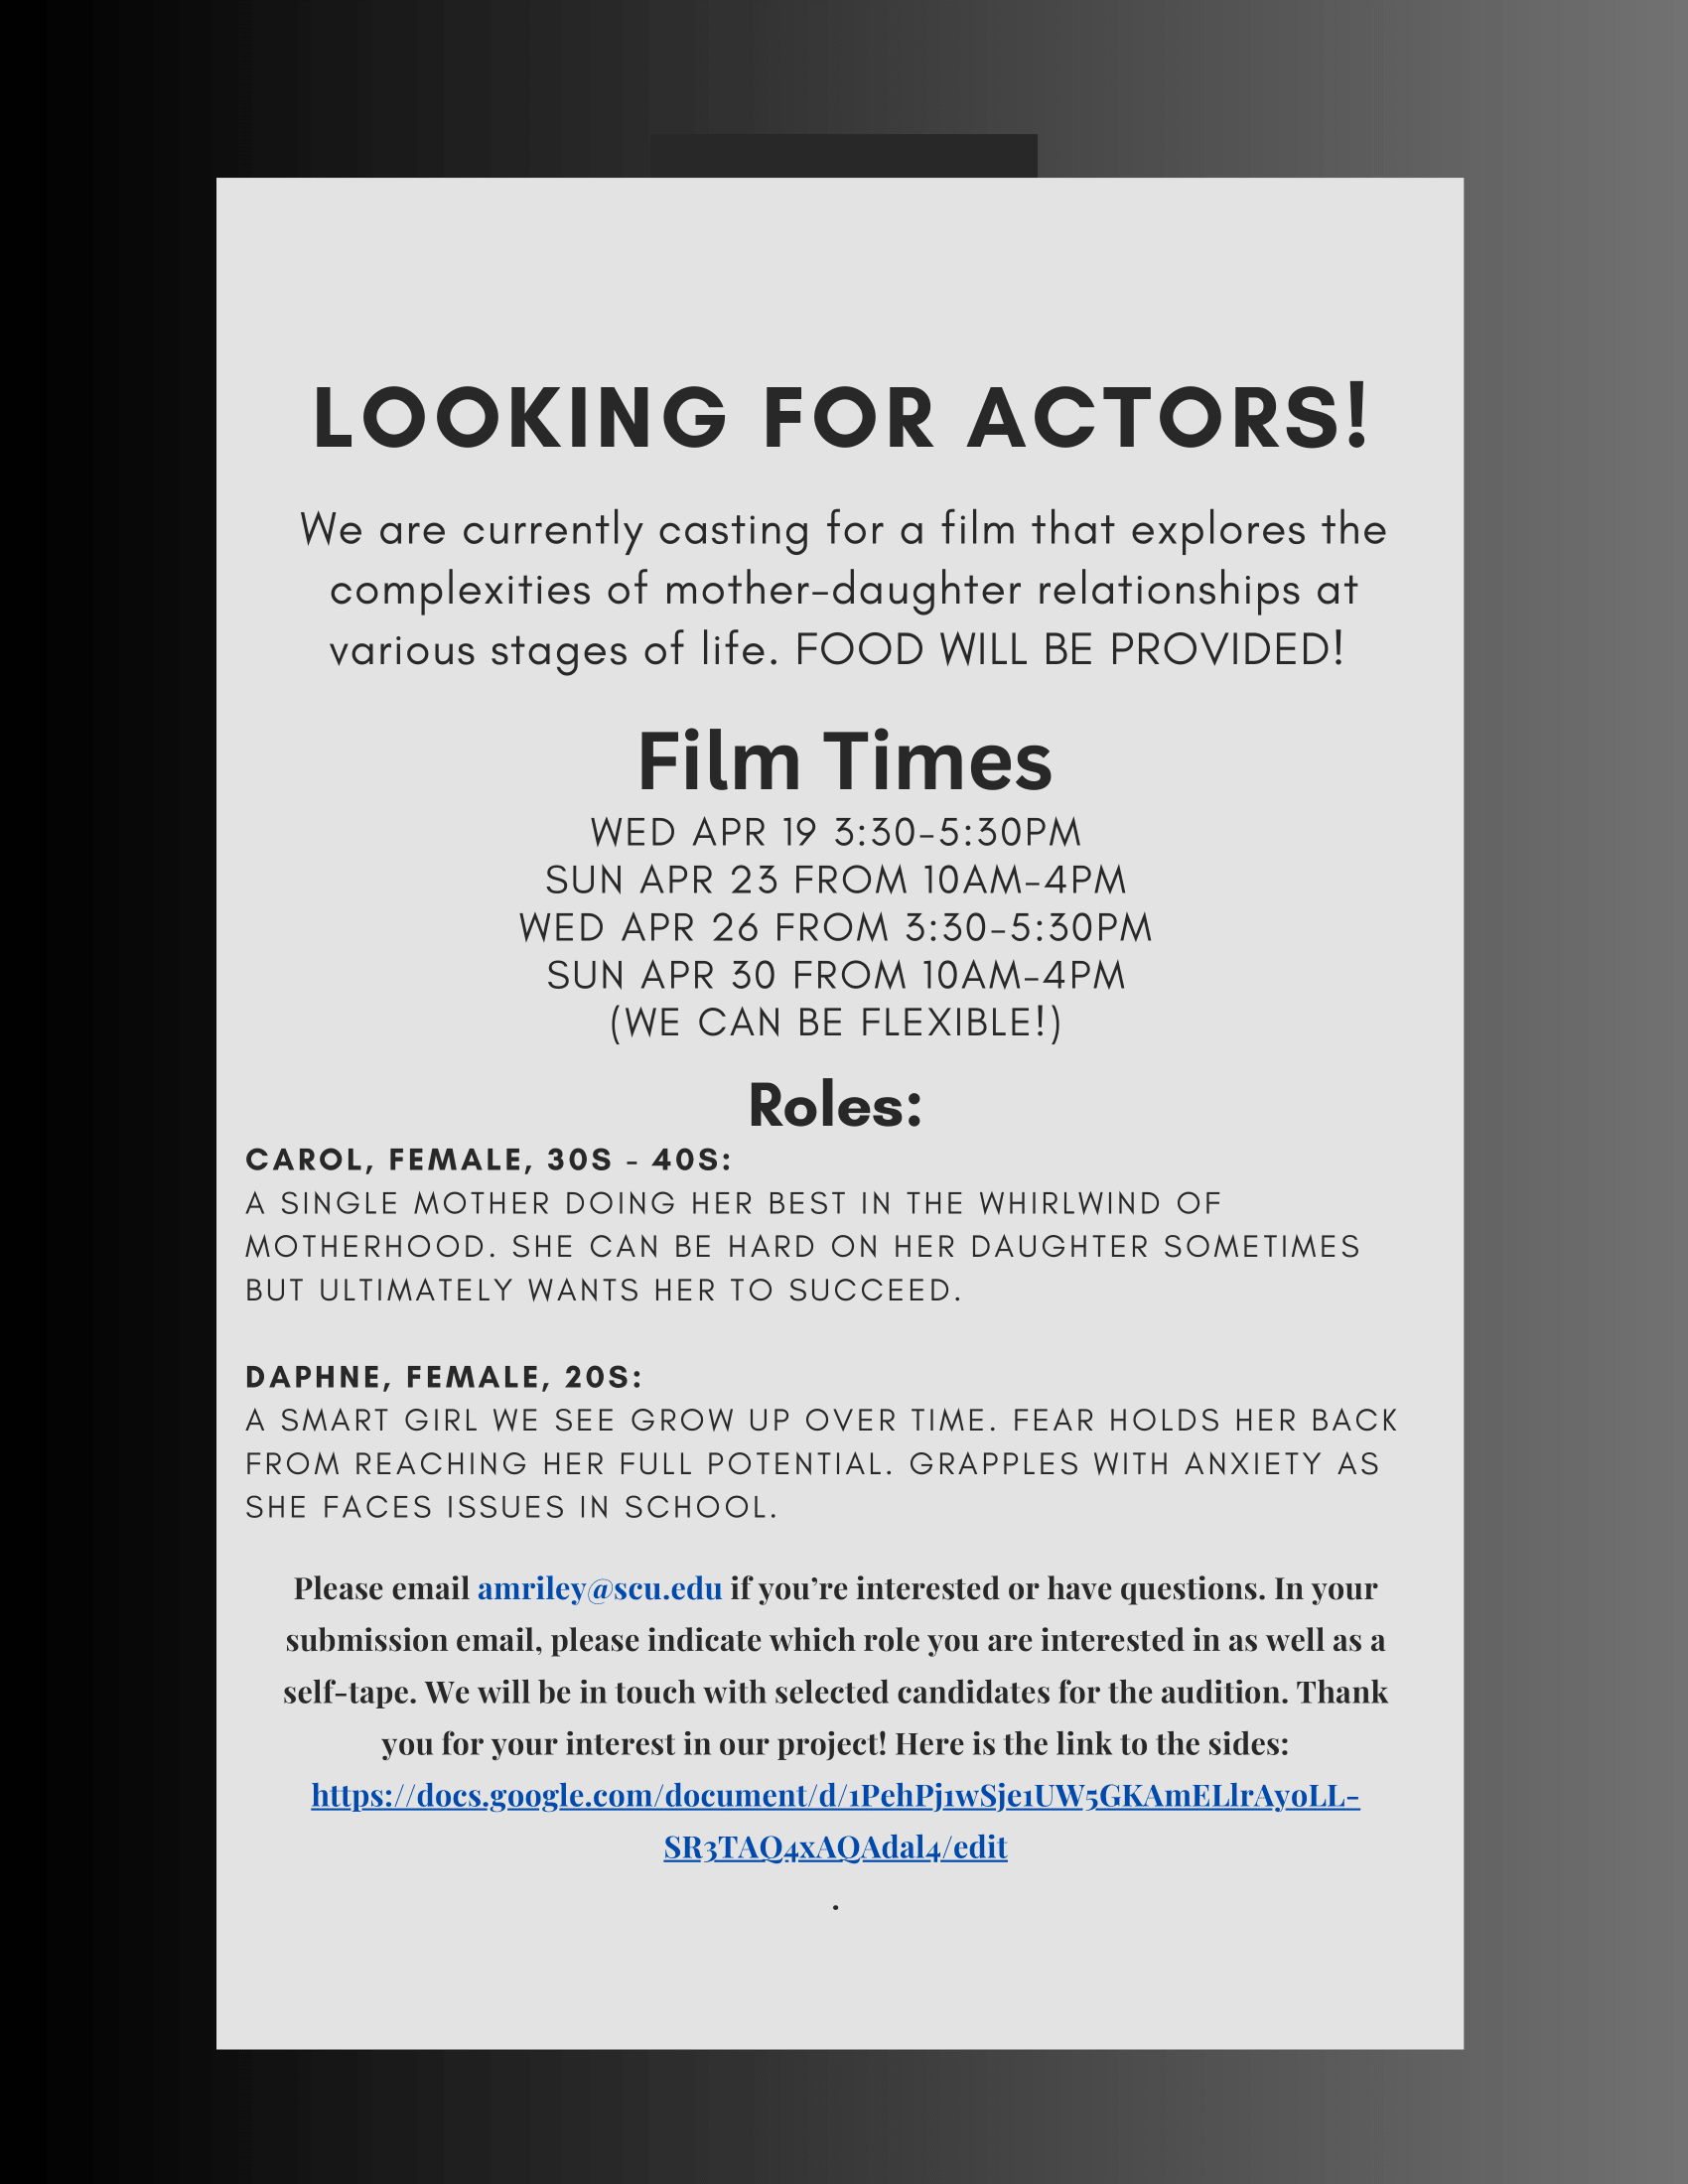 LOOKING FOR ACTORS!
We are currently casting for a film that explores the
complexities of mother-daughter relationships at
various stages of life. FOOD WILL BE PROVIDED!
Film Times
WED APR 19 3:30-5:30PM
SUN APR 23 FROM 10AM-4PM
WED APR 26 FROM 3:30-5:30PM
SUN APR 30 FROM 10AM-4PM
(WE CAN BE FLEXIBLE!)
Roles:
CAROL, FEMALE, 30S - 40S:
A SINGLE MOTHER DOING HER BEST IN THE WHIRLWIND OF
MOTHERHOOD. SHE CAN BE HARD ON HER DAUGHTER SOMETIMES
BUT ULTIMATELY WANTS HER TO SUCCEED.
DAPHNE, FEMALE, 20S:
A SMART GIRL WE SEE GROW UP OVER TIME. FEAR HOLDS HER BACK
FROM REACHING HER FULL POTENTIAL. GRAPPLES WITH ANXIETY AS
SHE FACES ISSUES IN SCHOOL.
Please email amriley@scu.edu if you’re interested or have questions. In your
submission email, please indicate which role you are interested in as well as a
self-tape. We will be in touch with selected candidates for the audition. Thank
you for your interest in our project! Here is the link to the sides:
https://docs.google.com/document/d/1PehPj1wSje1UW5GKAmELlrAyoLL-
SR3TAQ4xAQAdal4/edit
.